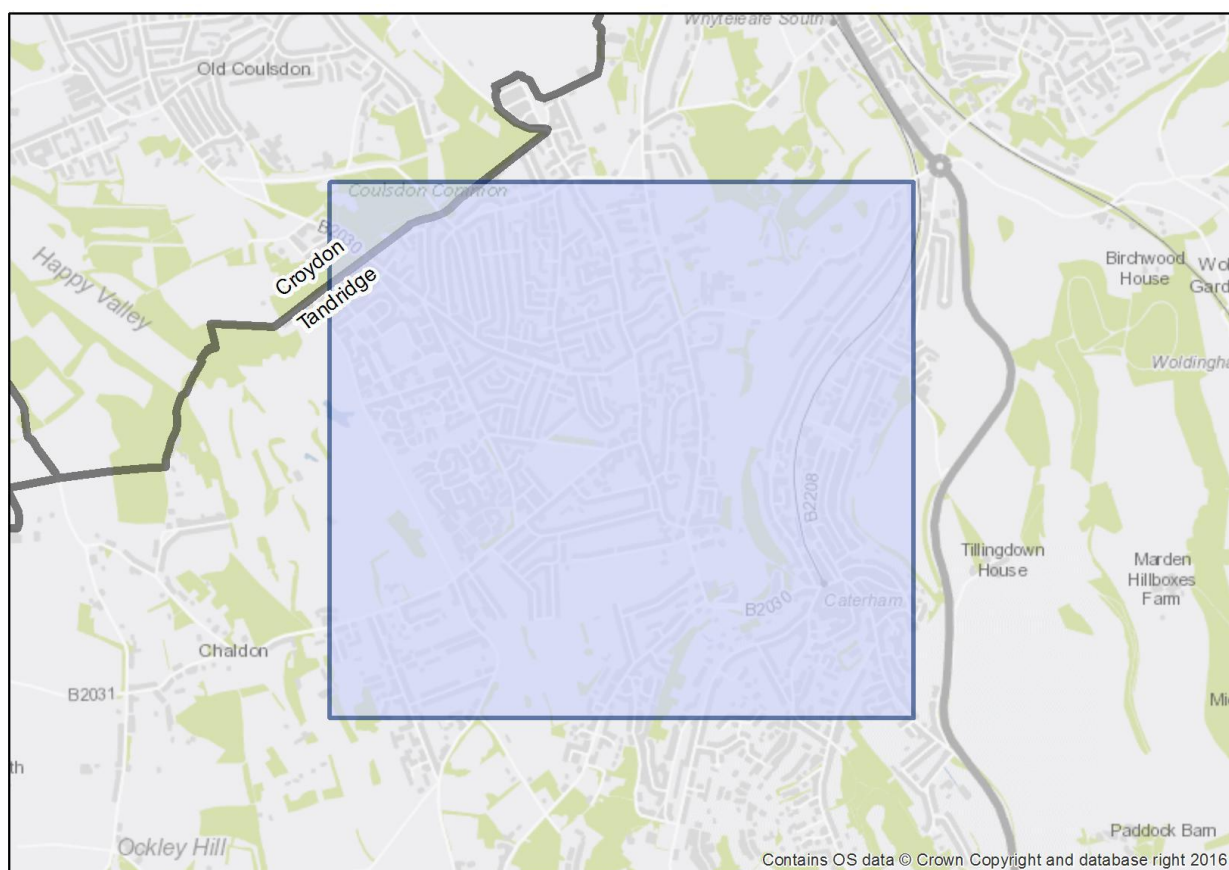 Whyteleafe South
Old Coulsdon
Coulsdon Common
B2030
Croydon
Tandridge
Happy Valley
Birchwood
House
Woldingham
B2208
Tillingdown
House
Marden
Hillboxes
Farm
B2030
Caterham
Chaldon
B2031
th
Ockley Hill
Paddock Barn
Contains OS data © Crown Copyright and database right 2016